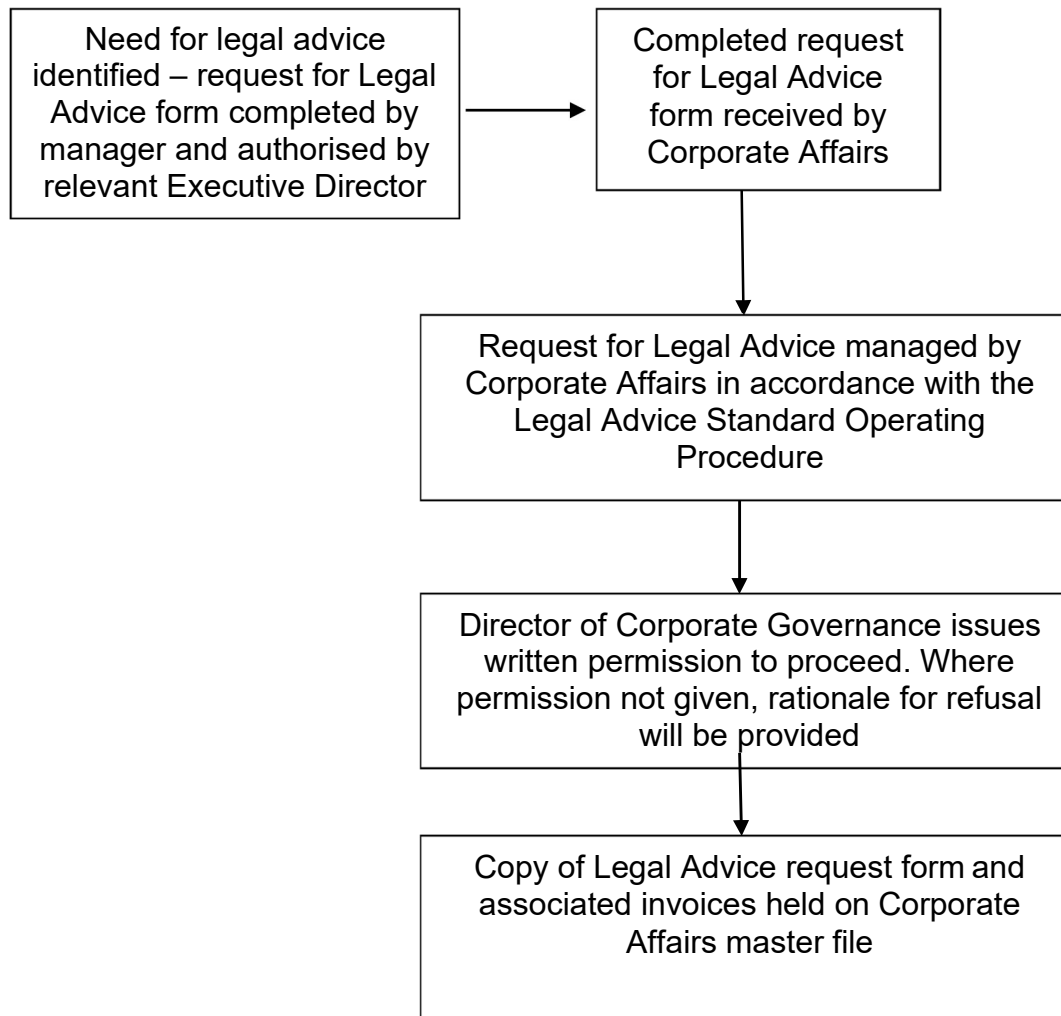 Need for legal advice
identified – request for Legal
Advice form completed by
manager and authorised by
relevant Executive Director
Completed request
for Legal Advice
form received by
Corporate Affairs
Request for Legal Advice managed by
Corporate Affairs in accordance with the
Legal Advice Standard Operating
Procedure
Director of Corporate Governance issues
written permission to proceed. Where
permission not given, rationale for refusal
will be provided
Copy of Legal Advice request form and
associated invoices held on Corporate
Affairs master file